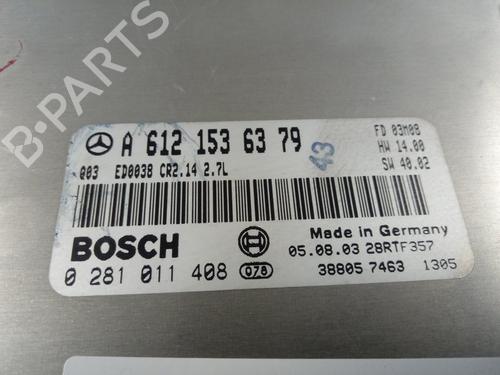 A 612 153 63 79
FD 03M08
HW 14.00
SW 40.02
Q03 ED0038 CR2.14 2.7L
43
BOSCH
Made in Germany
05.08.03 28RTF357
0 281 011 408 078
38805 7463 1305
B-PARTS